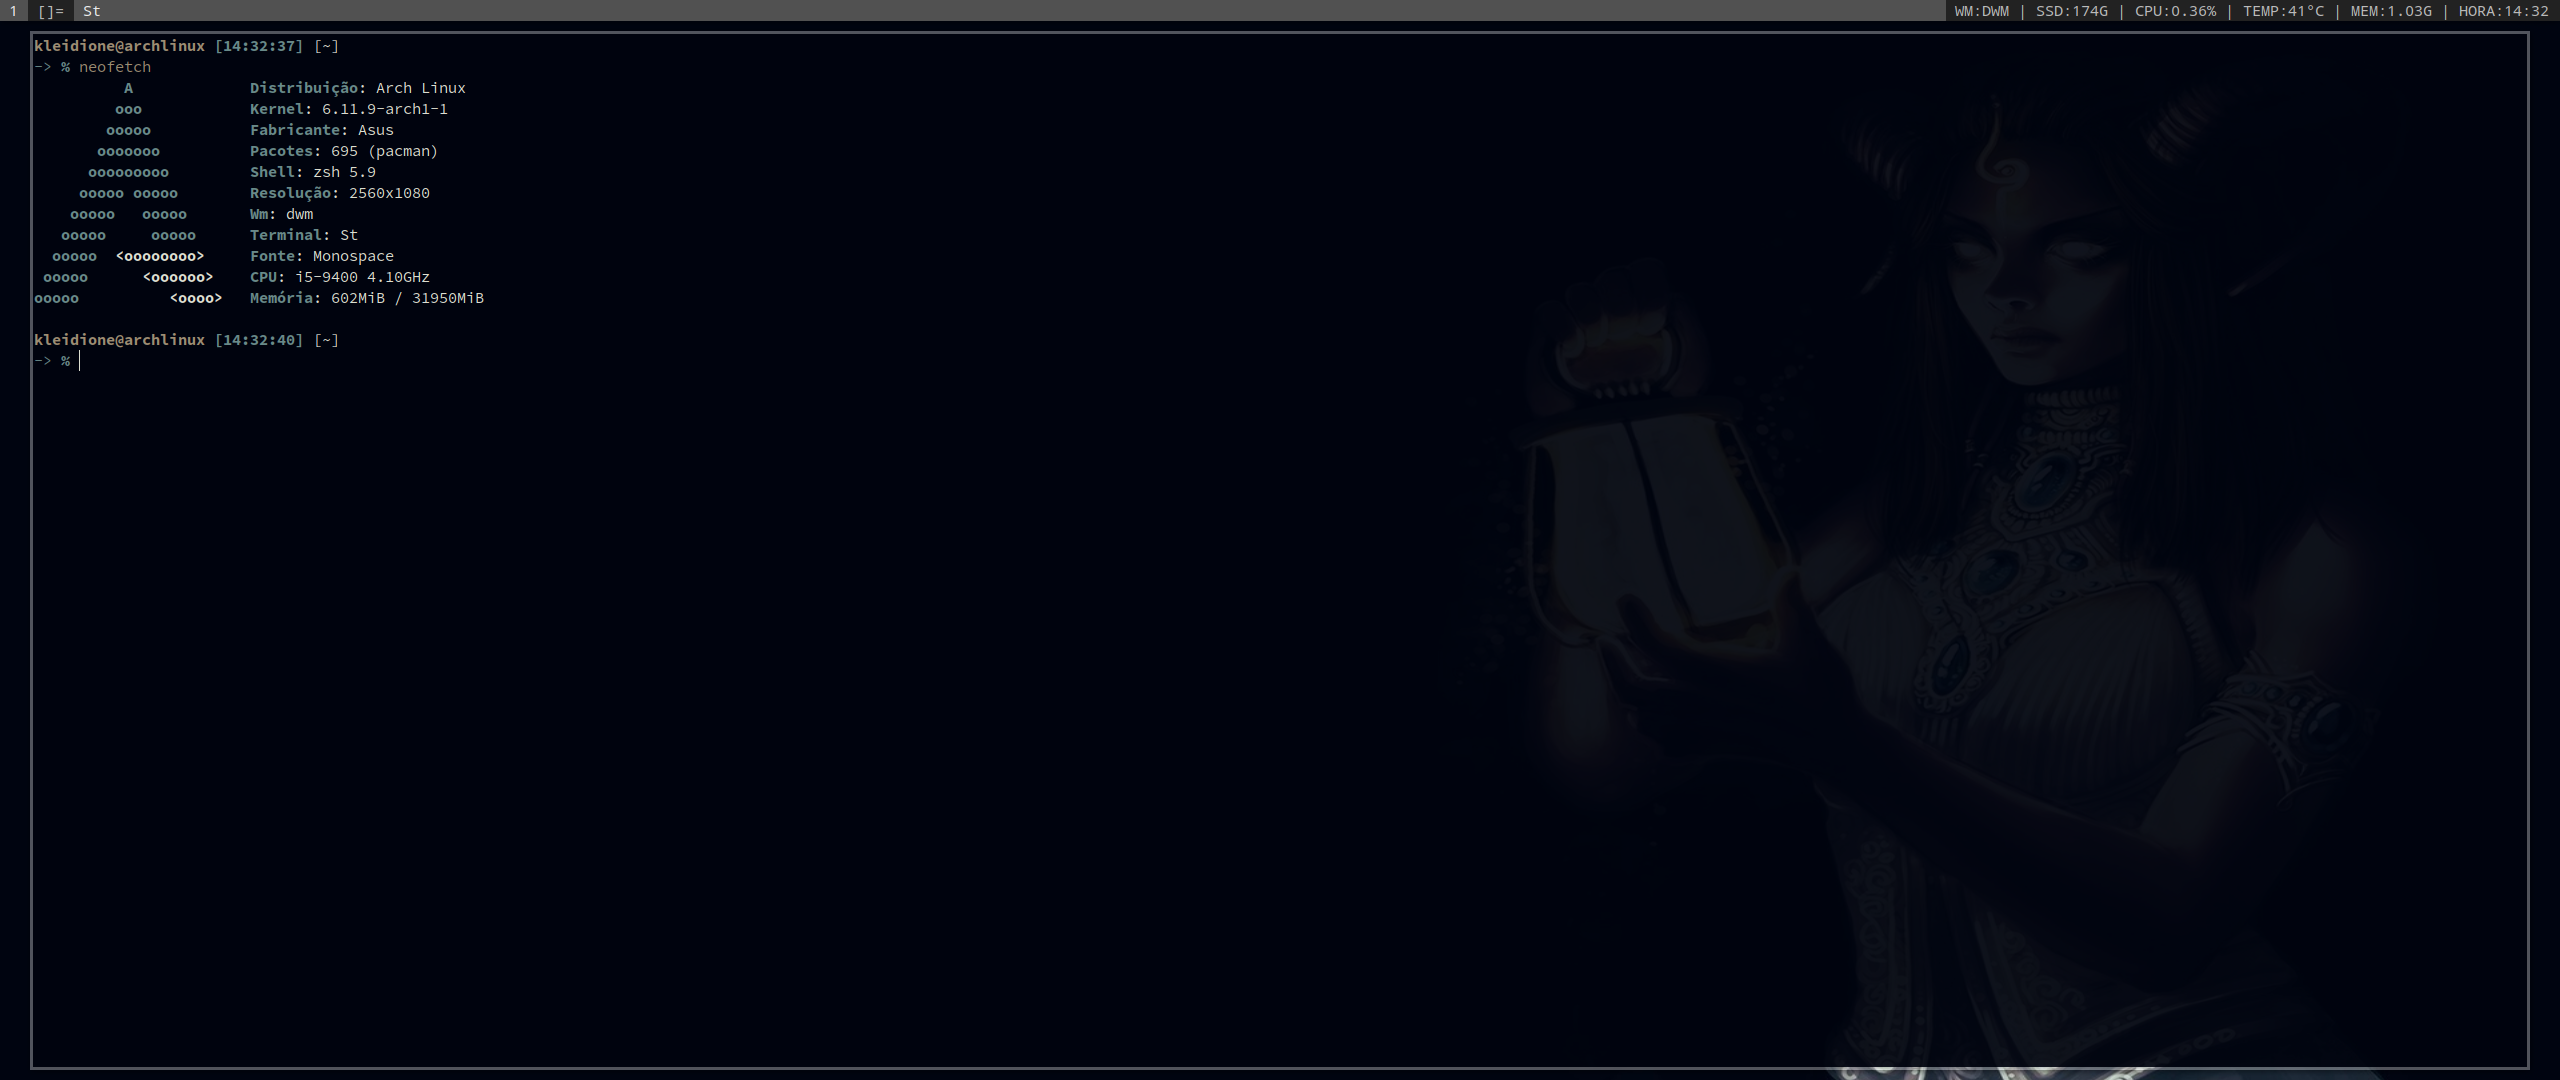 1 []= St WM:DWM | SSD:174G | CPU:0.36% | TEMP:41°C | MEM:1.03G | HORA:14:32
kleidione@archlinux [14:32:37] [~]
-> % neofetch
A Distribuição: Arch Linux
ooo Kernel: 6.11.9-arch1-1
ooooo Fabricante: Asus
ooooooo Pacotes: 695 (pacman)
ooooooooo Shell: zsh 5.9
ooooo ooooo Resolução: 2560x1080
ooooo ooooo Wm: dwm
ooooo ooooo Terminal: St
ooooo <oooooooo> Fonte: Monospace
ooooo <oooooo> CPU: i5-9400 4.10GHz
ooooo <oooo> Memória: 602MiB / 31950MiB
kleidione@archlinux [14:32:40] [~]
-> %